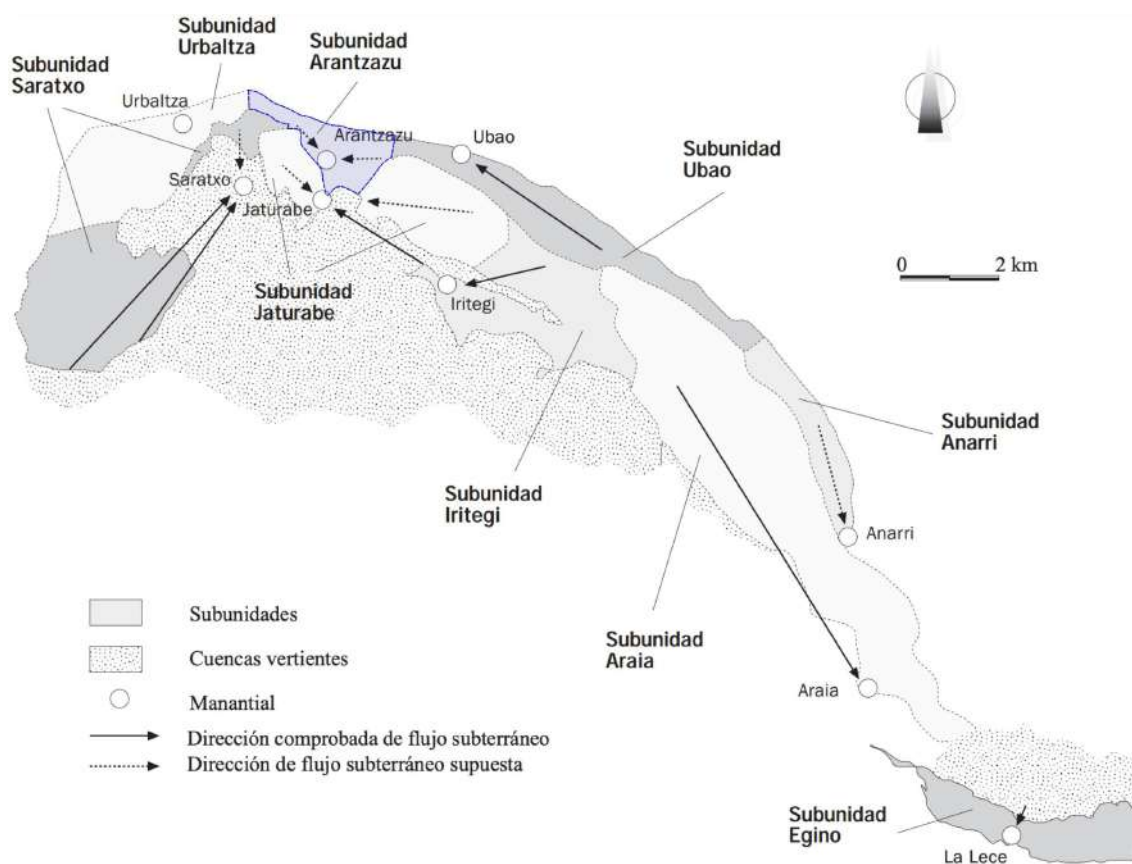 Subunidad
Urbaltza
Subunidad
Arantzazu
Subunidad
Saratxo
Urbaltza
Arantzazu
Ubao
Subunidad
Ubao
Saratxo
Jaturabe
0 2 km
Subunidad
Jaturabe
Iritegi
Subunidad
Anarri
Subunidad
Iritegi
Anarri
Subunidades
Subunidad
Araia
Cuencas vertientes
Araia
Manantial
Dirección comprobada de flujo subterráneo
Dirección de flujo subterráneo supuesta
Subunidad
Egino
La Lece